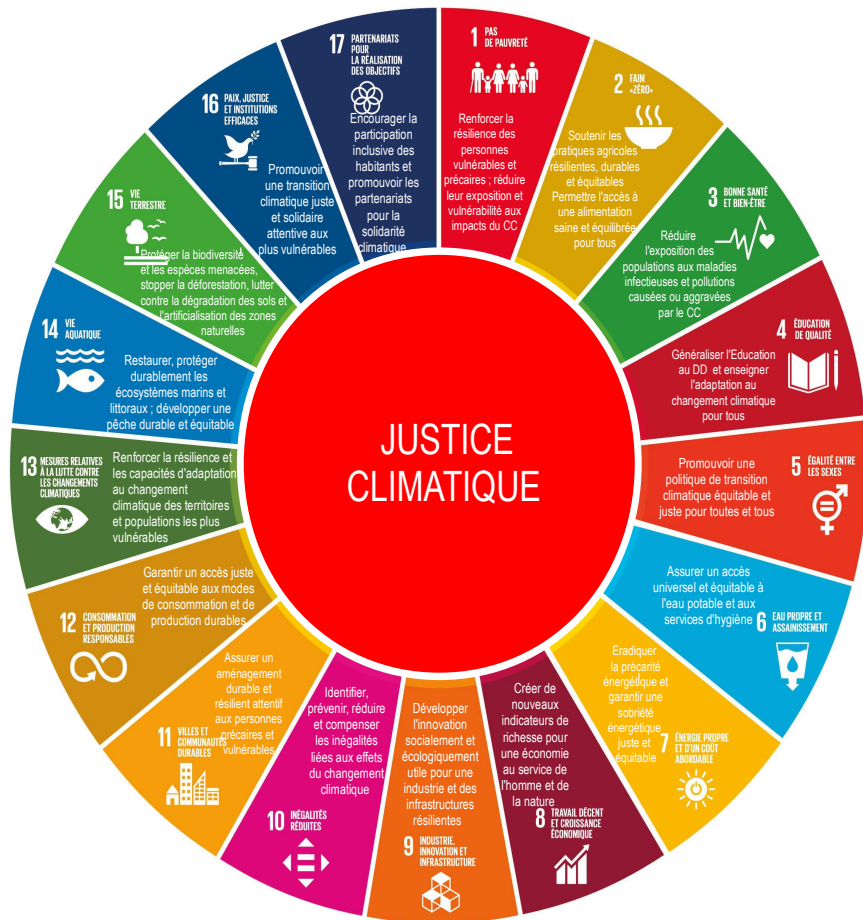 JUSTICE
CLIMATIQUE
1 PAS
DE PAUVRETÉ
Renforcer la
résilience des
personnes
vulnérables et
précaires ; réduire
leur exposition et
vulnérabilité aux
impacts du CC
2 FAIM
«ZÉRO»
Soutenir les
pratiques agricoles
résilientes, durables
et équitables
Permettre l'accès à
une alimentation
saine et équilibrée
pour tous
3 BONNE SANTÉ
ET BIEN-ÊTRE
Réduire
l'exposition des
populations aux maladies
infectieuses et pollutions
causées ou aggravées
par le CC
4 ÉDUCATION
DE QUALITÉ
Généraliser l'Education
au DD et enseigner
l'adaptation au
changement climatique
pour tous
5 ÉGALITÉ ENTRE
LES SEXES
Promouvoir une
politique de transition
climatique équitable et
juste pour toutes et tous
6 EAU PROPRE ET
ASSAINISSEMENT
Assurer un accès
universel et équitable à
l'eau potable et aux
services d'hygiène
7 ÉNERGIE PROPRE
ET D'UN COÛT
ABORDABLE
Eradiquer
la précarité
énergétique et
garantir une
sobriété
énergétique
juste et
équitable
8 TRAVAIL DÉCENT
ET CROISSANCE
ÉCONOMIQUE
Créer de
nouveaux
indicateurs de
richesse pour
une économie
au service de
l'homme et de
la nature
9 INDUSTRIE,
INNOVATION ET
INFRASTRUCTURE
Développer
l'innovation
socialement et
écologiquement
utile pour une
industrie et des
infrastructures
résilientes
10 INÉGALITÉS
RÉDUITES
Identifier,
prévenir, réduire
et compenser
les inégalités
liées aux effets
du changement
climatique
11 VILLES ET
COMMUNAUTÉS
DURABLES
Assurer un
aménagement
durable et
résilient attentif
aux personnes
précaires et
vulnérables
12 CONSOMMATION
ET PRODUCTION
RESPONSABLES
Garantir un accès juste
et équitable aux modes
de consommation et de
production durables
13 MESURES RELATIVES
À LA LUTTE CONTRE
LES CHANGEMENTS
CLIMATIQUES
Renforcer la résilience et
les capacités d'adaptation
au changement
climatique des territoires
et populations les plus
vulnérables
14 VIE
AQUATIQUE
Restaurer, protéger
durablement les
écosystèmes marins et
littoraux ; développer une
pêche durable et équitable
15 VIE
TERRESTRE
Protéger la biodiversité
et les espèces menacées,
stopper la déforestation, lutter
contre la dégradation des sols et
l'artificialisation des zones
naturelles
16 PAIX, JUSTICE
ET INSTITUTIONS
EFFICACES
Promouvoir
une transition
climatique juste
et solidaire
attentive aux
plus vulnérables
17 PARTENARIATS
POUR
LA RÉALISATION
DES OBJECTIFS
Encourager la
participation
inclusive des
habitants et
promouvoir les
partenariats
pour la
solidarité
climatique